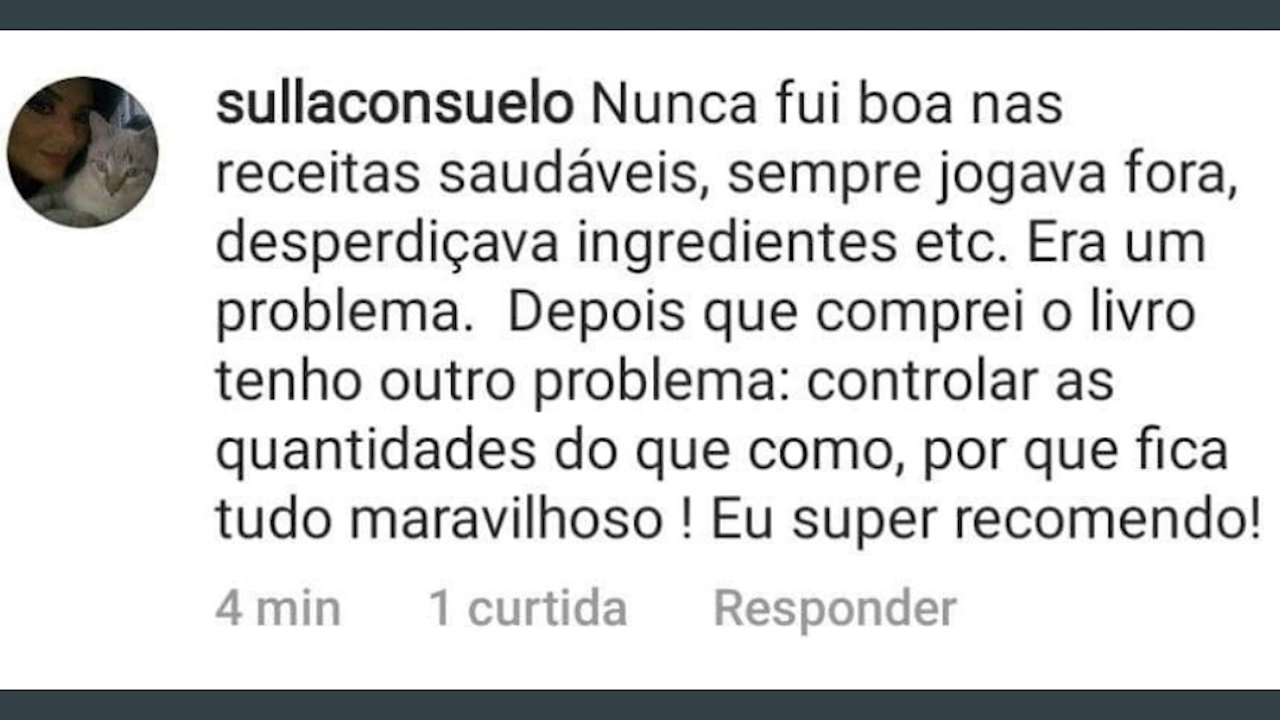 sullaconsuelo Nunca fui boa nas
receitas saudáveis, sempre jogava fora,
desperdiçava ingredientes etc. Era um
problema.  Depois que comprei o livro
tenho outro problema: controlar as
quantidades do que como, por que fica
tudo maravilhoso ! Eu super recomendo!
4 min 1 curtida Responder